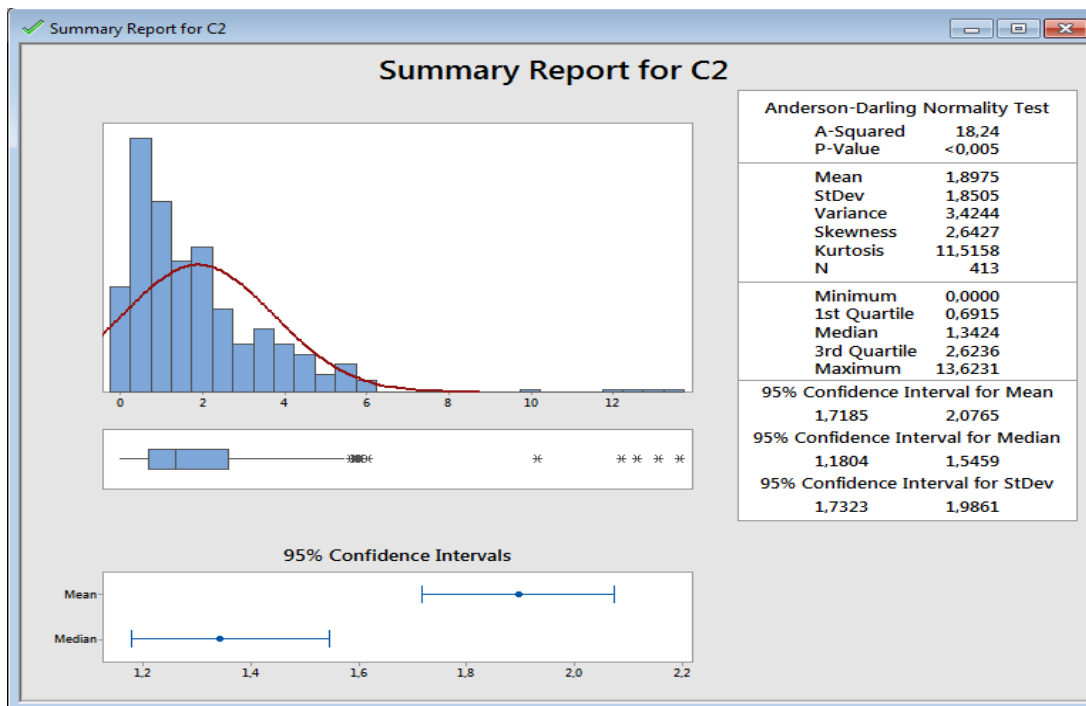 Summary Report for C2
Summary Report for C2
0 2 4 6 8 10 12
Anderson-Darling Normality Test
A-Squared 18,24
P-Value <0,005
Mean 1,8975
StDev 1,8505
Variance 3,4244
Skewness 2,6427
Kurtosis 11,5158
N 413
Minimum 0,0000
1st Quartile 0,6915
Median 1,3424
3rd Quartile 2,6236
Maximum 13,6231
95% Confidence Interval for Mean
1,7185 2,0765
95% Confidence Interval for Median
1,1804 1,5459
95% Confidence Interval for StDev
1,7323 1,9861
95% Confidence Intervals
Mean
Median
1,2 1,4 1,6 1,8 2,0 2,2